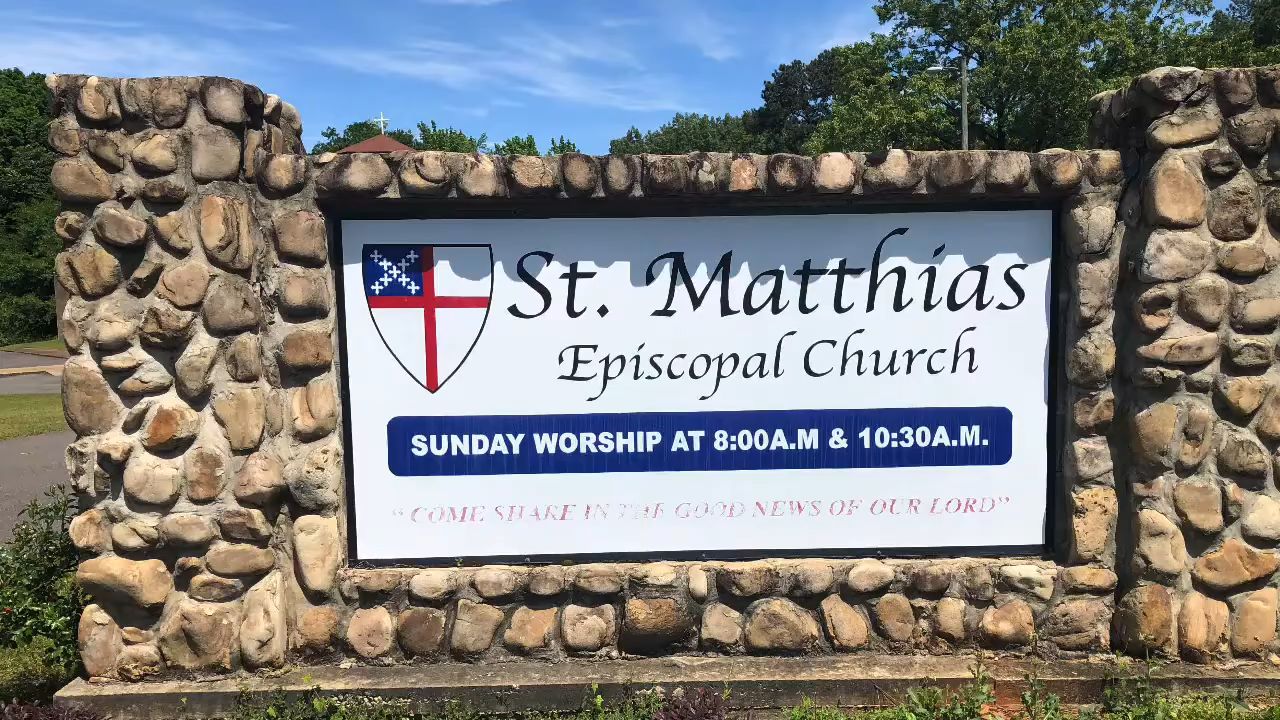 St. Matthias
Episcopal Church
SUNDAY WORSHIP AT 8:00A.M & 10:30A.M.
"COME SHARE IN THE GOOD NEWS OF OUR LORD"